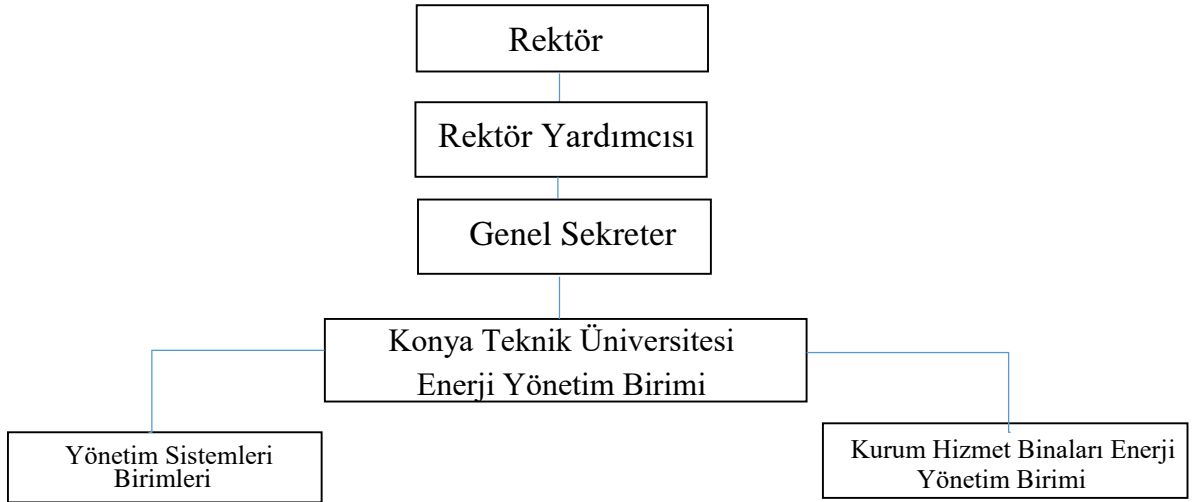 Rektör
Rektör Yardımcısı
Genel Sekreter
Konya Teknik Üniversitesi
Enerji Yönetim Birimi
Yönetim Sistemleri
Birimleri
Kurum Hizmet Binaları Enerji
Yönetim Birimi